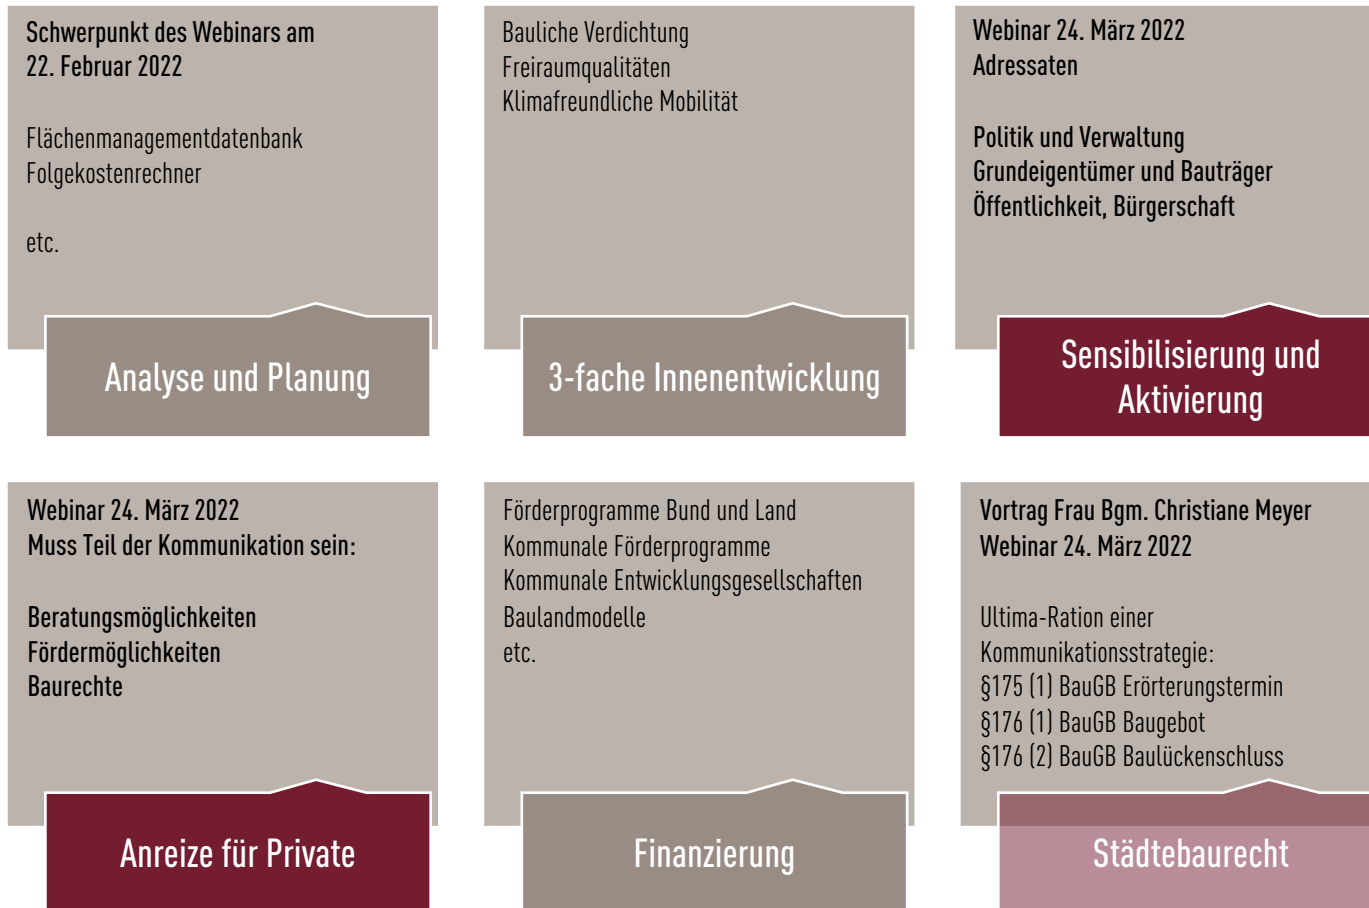 Schwerpunkt des Webinars am
22. Februar 2022
Flächenmanagementdatenbank
Folgekostenrechner
etc.
Analyse und Planung
Bauliche Verdichtung
Freiraumqualitäten
Klimafreundliche Mobilität
3-fache Innenentwicklung
Webinar 24. März 2022
Adressaten
Politik und Verwaltung
Grundeigentümer und Bauträger
Öffentlichkeit, Bürgerschaft
Sensibilisierung und
Aktivierung
Webinar 24. März 2022
Muss Teil der Kommunikation sein:
Beratungsmöglichkeiten
Fördermöglichkeiten
Baurechte
Anreize für Private
Förderprogramme Bund und Land
Kommunale Förderprogramme
Kommunale Entwicklungsgesellschaften
Baulandmodelle
etc.
Finanzierung
Vortrag Frau Bgm. Christiane Meyer
Webinar 24. März 2022
Ultima-Ration einer
Kommunikationsstrategie:
§175 (1) BauGB Erörterungstermin
§176 (1) BauGB Baugebot
§176 (2) BauGB Baulückenschluss
Städtebaurecht